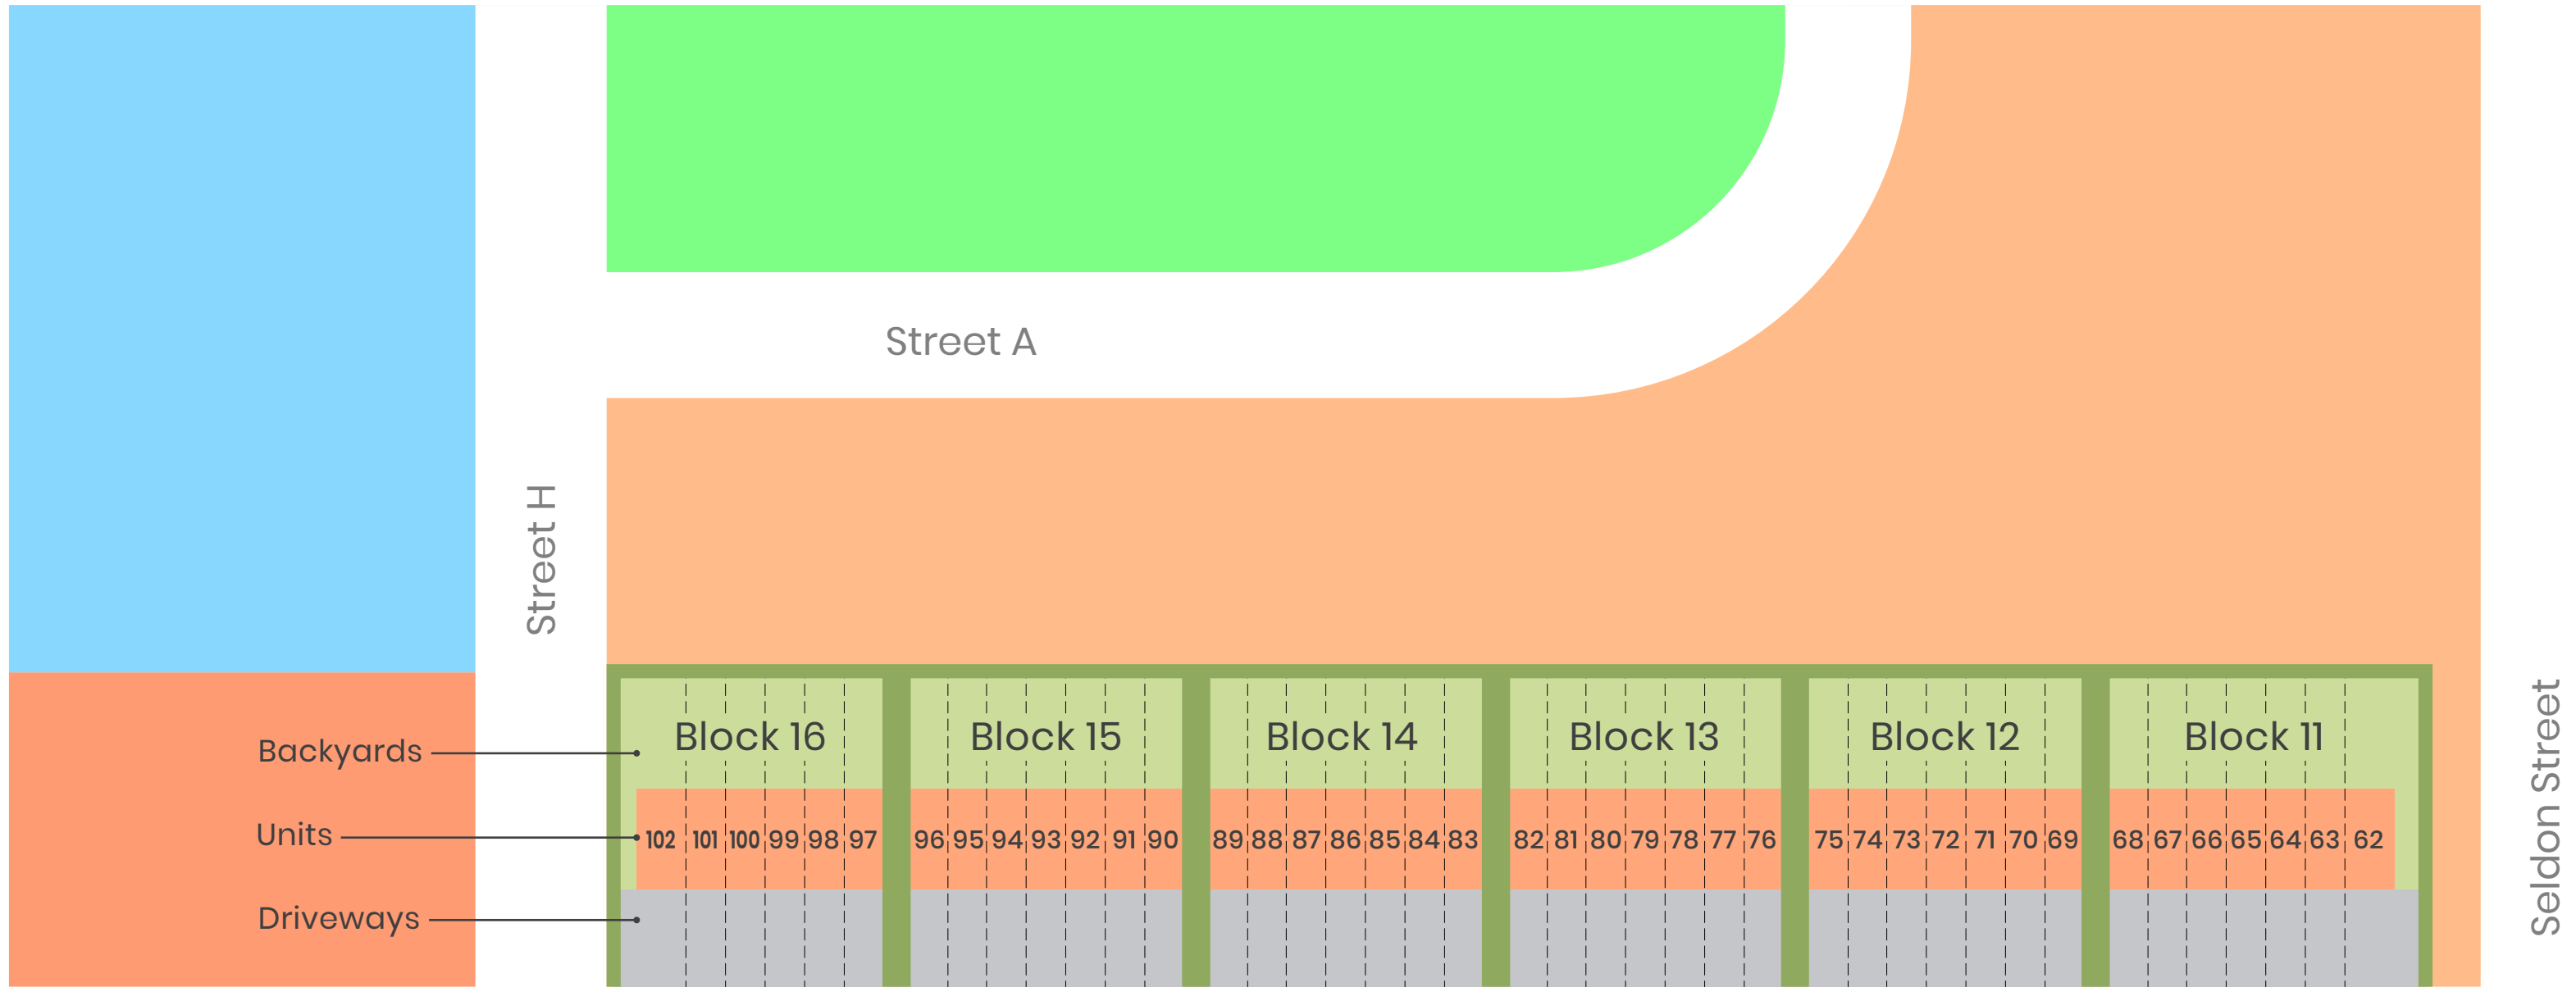 Street A
Street H
Block 16 Block 15 Block 14 Block 13 Block 12 Block 11
Backyards
Units
102 101 100 99 98 97 96 95 94 93 92 91 90 89 88 87 86 85 84 83 82 81 80 79 78 77 76 75 74 73 72 71 70 69 68 67 66 65 64 63 62
Driveways
Seldon Street